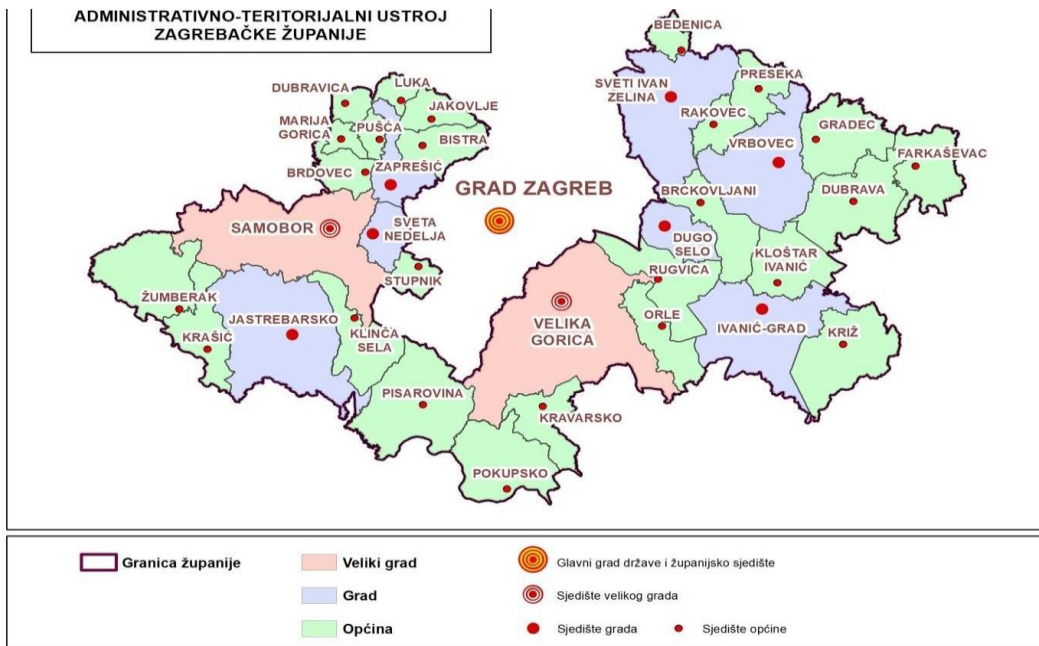 ADMINISTRATIVNO-TERITORIJALNI USTROJ
ZAGREBAČKE ŽUPANIJE
BEDENICA
DUBRAVICA
LUKA
SVETI IVAN
ZELINA
PRESEKA
JAKOVLJE
MARIJA
GORICA
PUŠĆA
RAKOVEC
GRADEC
BISTRA
VRBOVEC
FARKAŠEVAC
BRDOVEC
ZAPREŠIĆ
GRAD ZAGREB
BRCKOVLJANI
DUBRAVA
SAMOBOR
SVETA
NEDELJA
DUGO
SELO
KLOŠTAR
IVANIĆ
STUPNIK
RUGVICA
ŽUMBERAK
JASTREBARSKO
KLINČA
SELA
VELIKA
GORICA
ORLE
IVANIĆ-GRAD
KRIŽ
KRAŠIĆ
PISAROVINA
KRAVARSKO
POKUPSKO
Granica županije
Veliki grad
Glavni grad države i županijsko sjedište
Grad
Sjedište velikog grada
Općina
Sjedište grada
Sjedište općine